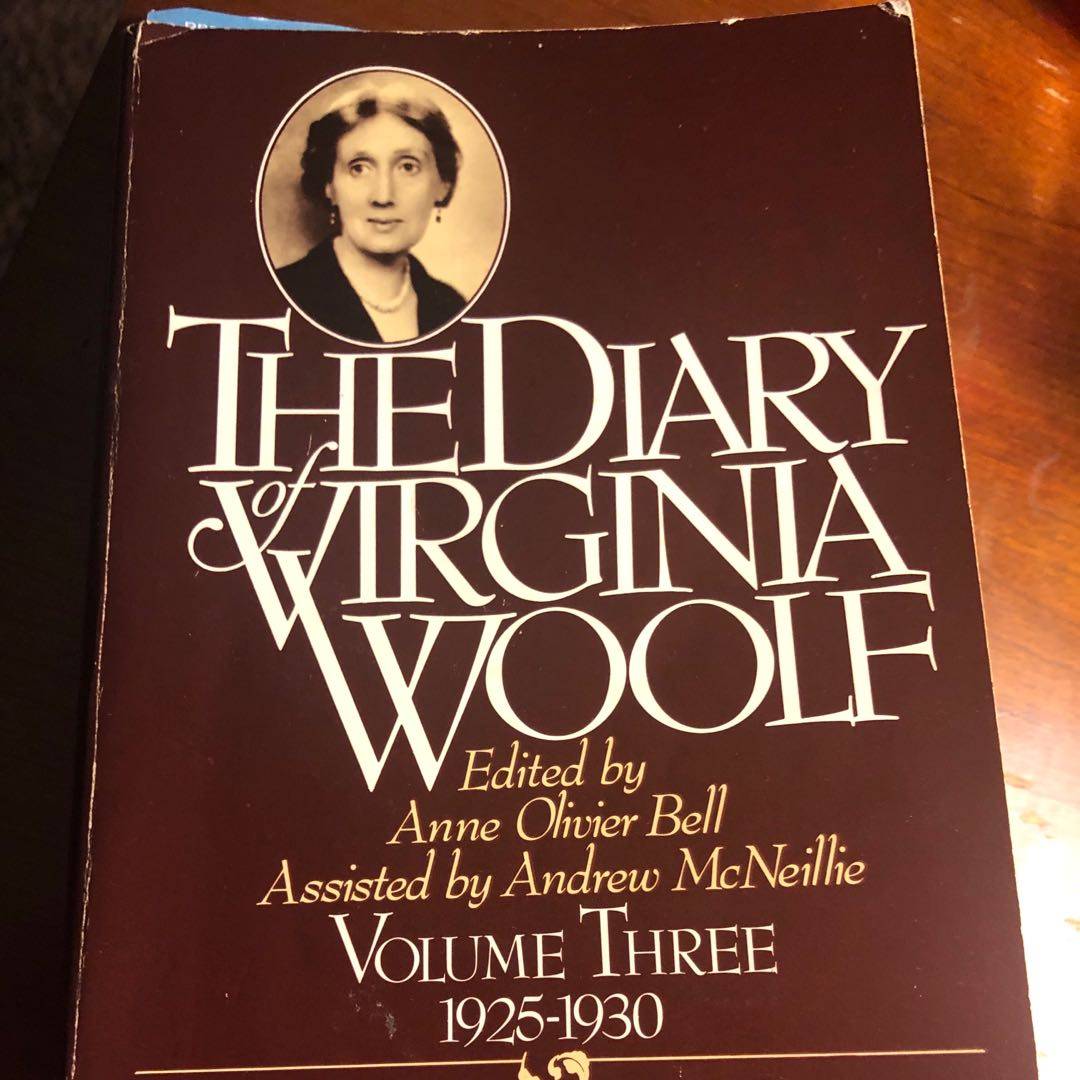 THE DIARY
of VIRGINIA
WOOLF
Edited by
Anne Olivier Bell
Assisted by Andrew McNeillie
VOLUME THREE
1925-1930